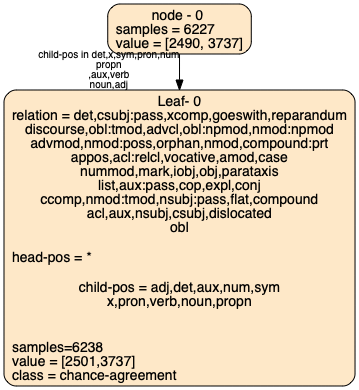 node - 0
samples = 6227
value = [2490, 3737]
child-pos in det,x,sym,pron,num
propn
,aux,verb
noun,adj
Leaf- 0
relation = det,csubj:pass,xcomp,goeswith,reparandum
discourse,obl:tmod,advcl,obl:npmod,nmod:npmod
advmod,nmod:poss,orphan,nmod,compound:prt
appos,acl:relcl,vocative,amod,case
nummod,mark,iobj,obj,parataxis
list,aux:pass,cop,expl,conj
ccomp,nmod:tmod,nsubj:pass,flat,compound
acl,aux,nsubj,csubj,dislocated
obl
head-pos = *
child-pos = adj,det,aux,num,sym
x,pron,verb,noun,propn
samples=6238
value = [2501,3737]
class = chance-agreement